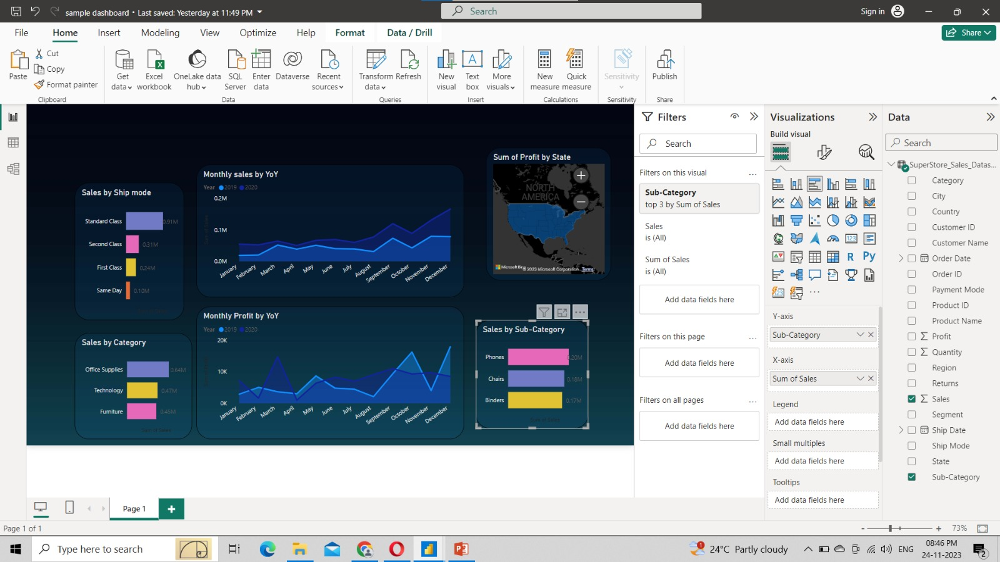 sample dashboard • Last saved: Yesterday at 11:49 PM
Search
Sign in
File Home Insert Modeling View Optimize Help Format Data / Drill
Share
Paste
Cut
Copy
Format painter
Clipboard
Get data
Excel workbook
OneLake data hub
SQL Server
Enter data
Dataverse
Recent sources
Data
Transform data
Refresh
Queries
New visual
Text box
More visuals
Insert
New measure
Quick measure
Calculations
Sensitivity
Sensitivity
Publish
Share
Sales by Ship mode
Standard Class 0.91M
Second Class 0.31M
First Class 0.24M
Same Day 0.10M
Monthly sales by YoY
Year 2019 2020
0.2M
0.1M
0.0M
January February March April May June July August September October November December
Sum of Profit by State
NORTH AMERICA
+
−
Microsoft Bing
© 2023 Microsoft Corporation Terms
Sales by Category
Office Supplies 0.64M
Technology 0.47M
Furniture 0.45M
Sum of Sales
Monthly Profit by YoY
Year 2019 2020
20K
10K
0K
January February March April May June July August September October November December
Sales by Sub-Category
Phones 0.20M
Chairs 0.18M
Binders 0.17M
Sum of Sales
Filters
Search
Filters on this visual
Sub-Category
top 3 by Sum of Sales
Sales
is (All)
Sum of Sales
is (All)
Add data fields here
Filters on this page
Add data fields here
Filters on all pages
Add data fields here
Visualizations
Build visual
123
R
Py
123
Y-axis
Sub-Category
X-axis
Sum of Sales
Legend
Add data fields here
Small multiples
Add data fields here
Tooltips
Add data fields here
Data
Search
SuperStore_Sales_Datas...
Category
City
Country
Customer ID
Customer Name
Order Date
Order ID
Payment Mode
Product ID
Product Name
Profit
Quantity
Region
Returns
Sales
Segment
Ship Date
Ship Mode
State
Sub-Category
Page 1
+
Page 1 of 1
- + 73%
Type here to search
1
24°C Partly cloudy
ENG
08:46 PM
24-11-2023
2